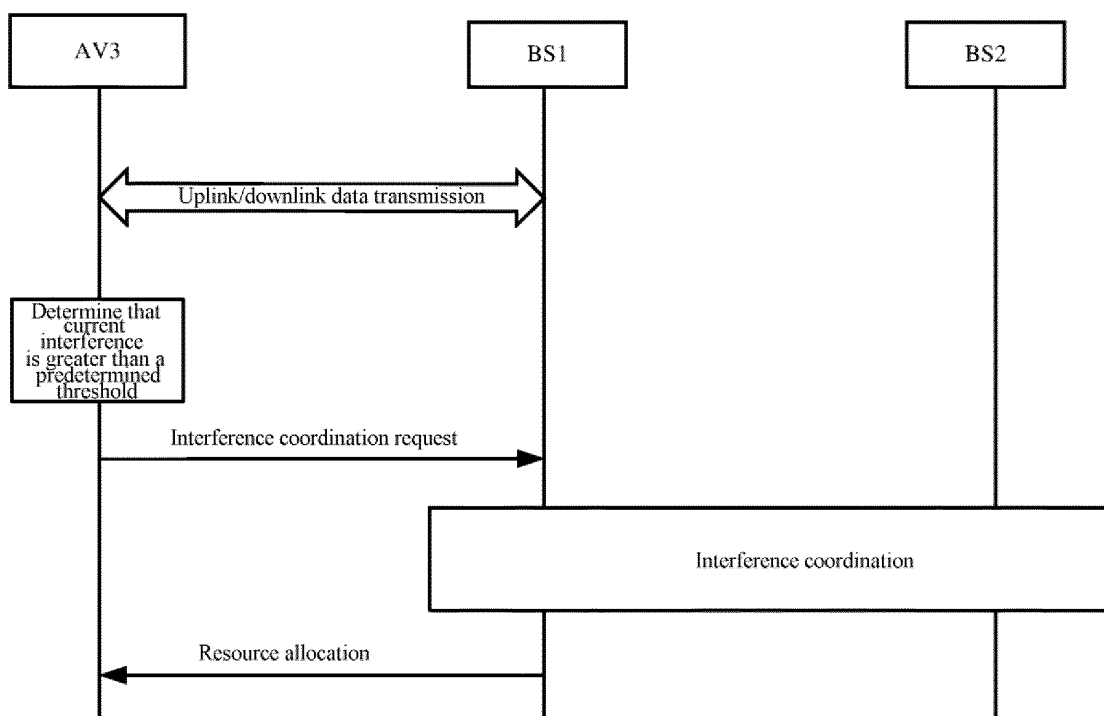 AV3
BS1
BS2
Uplink/downlink data transmission
Determine that
current
interference
is greater than a
predetermined
threshold
Interference coordination request
Interference coordination
Resource allocation